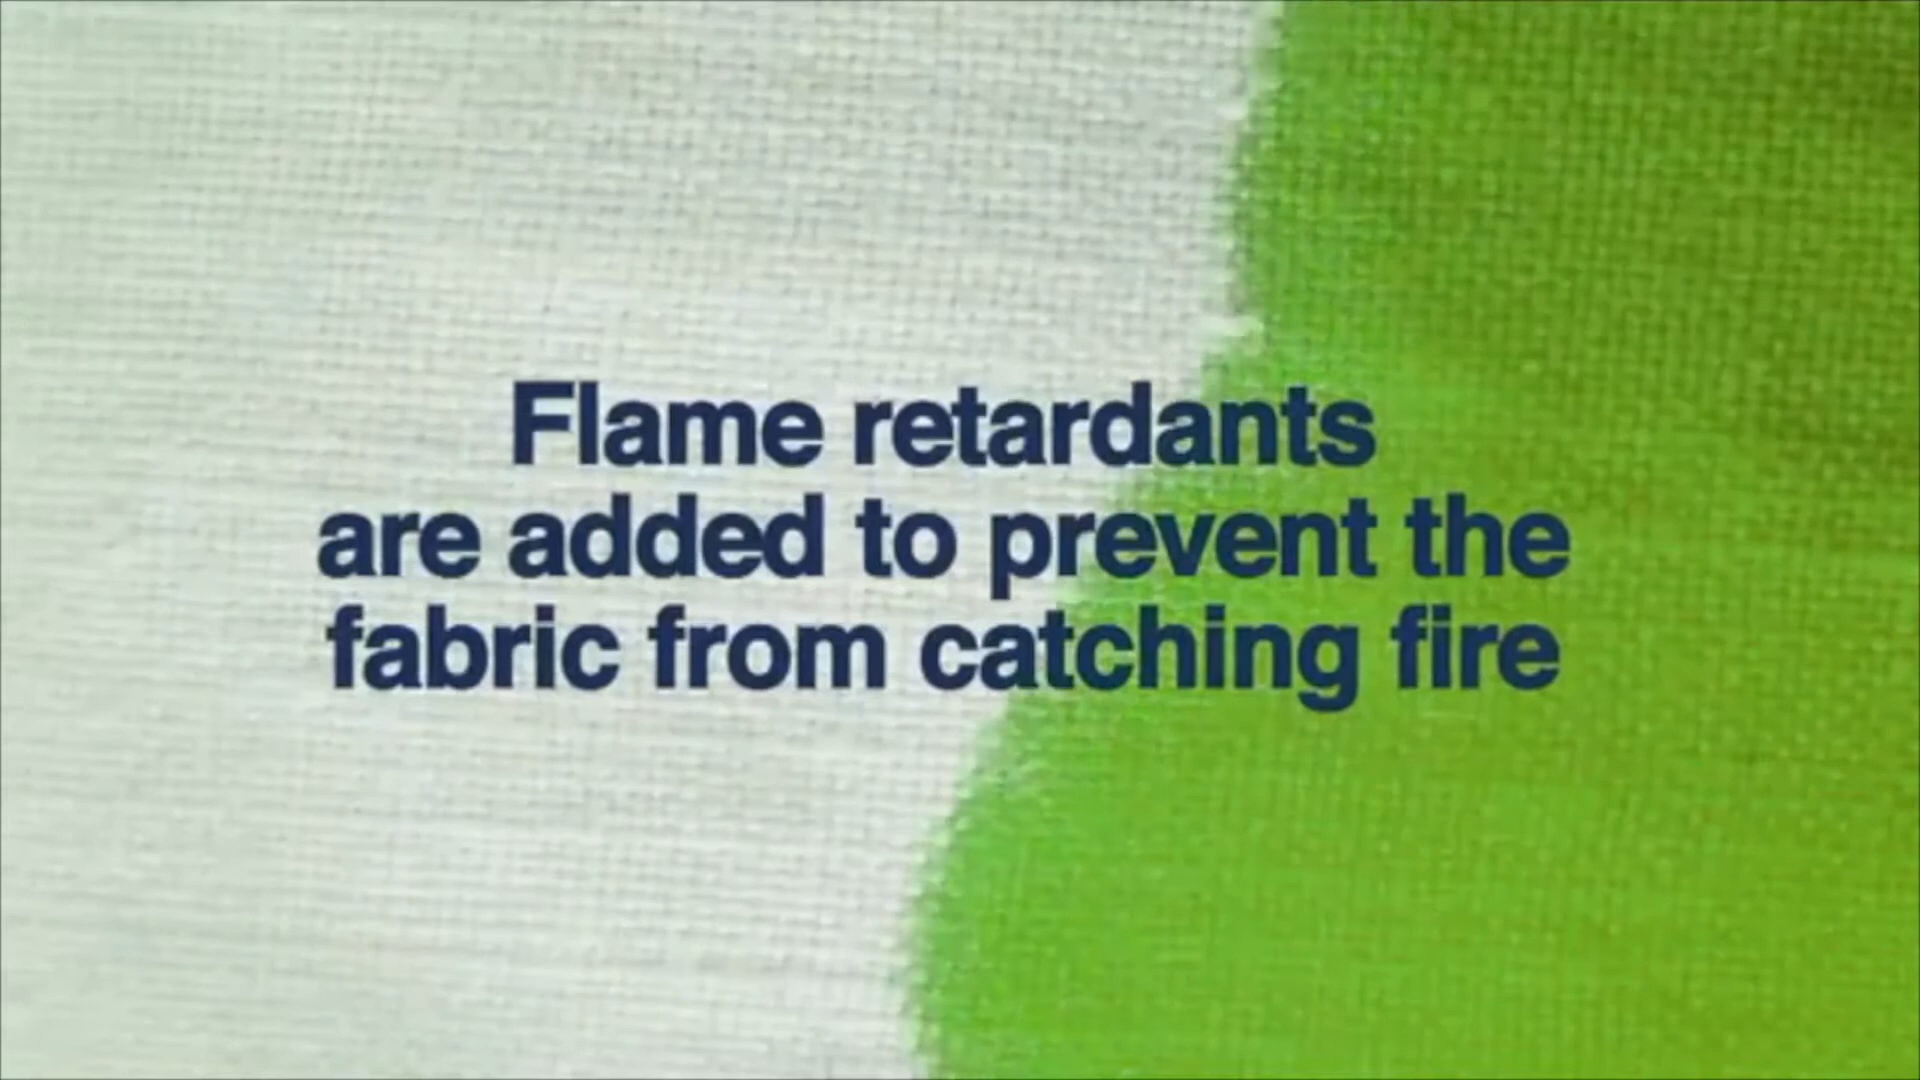 Flame retardants
are added to prevent the
fabric from catching fire